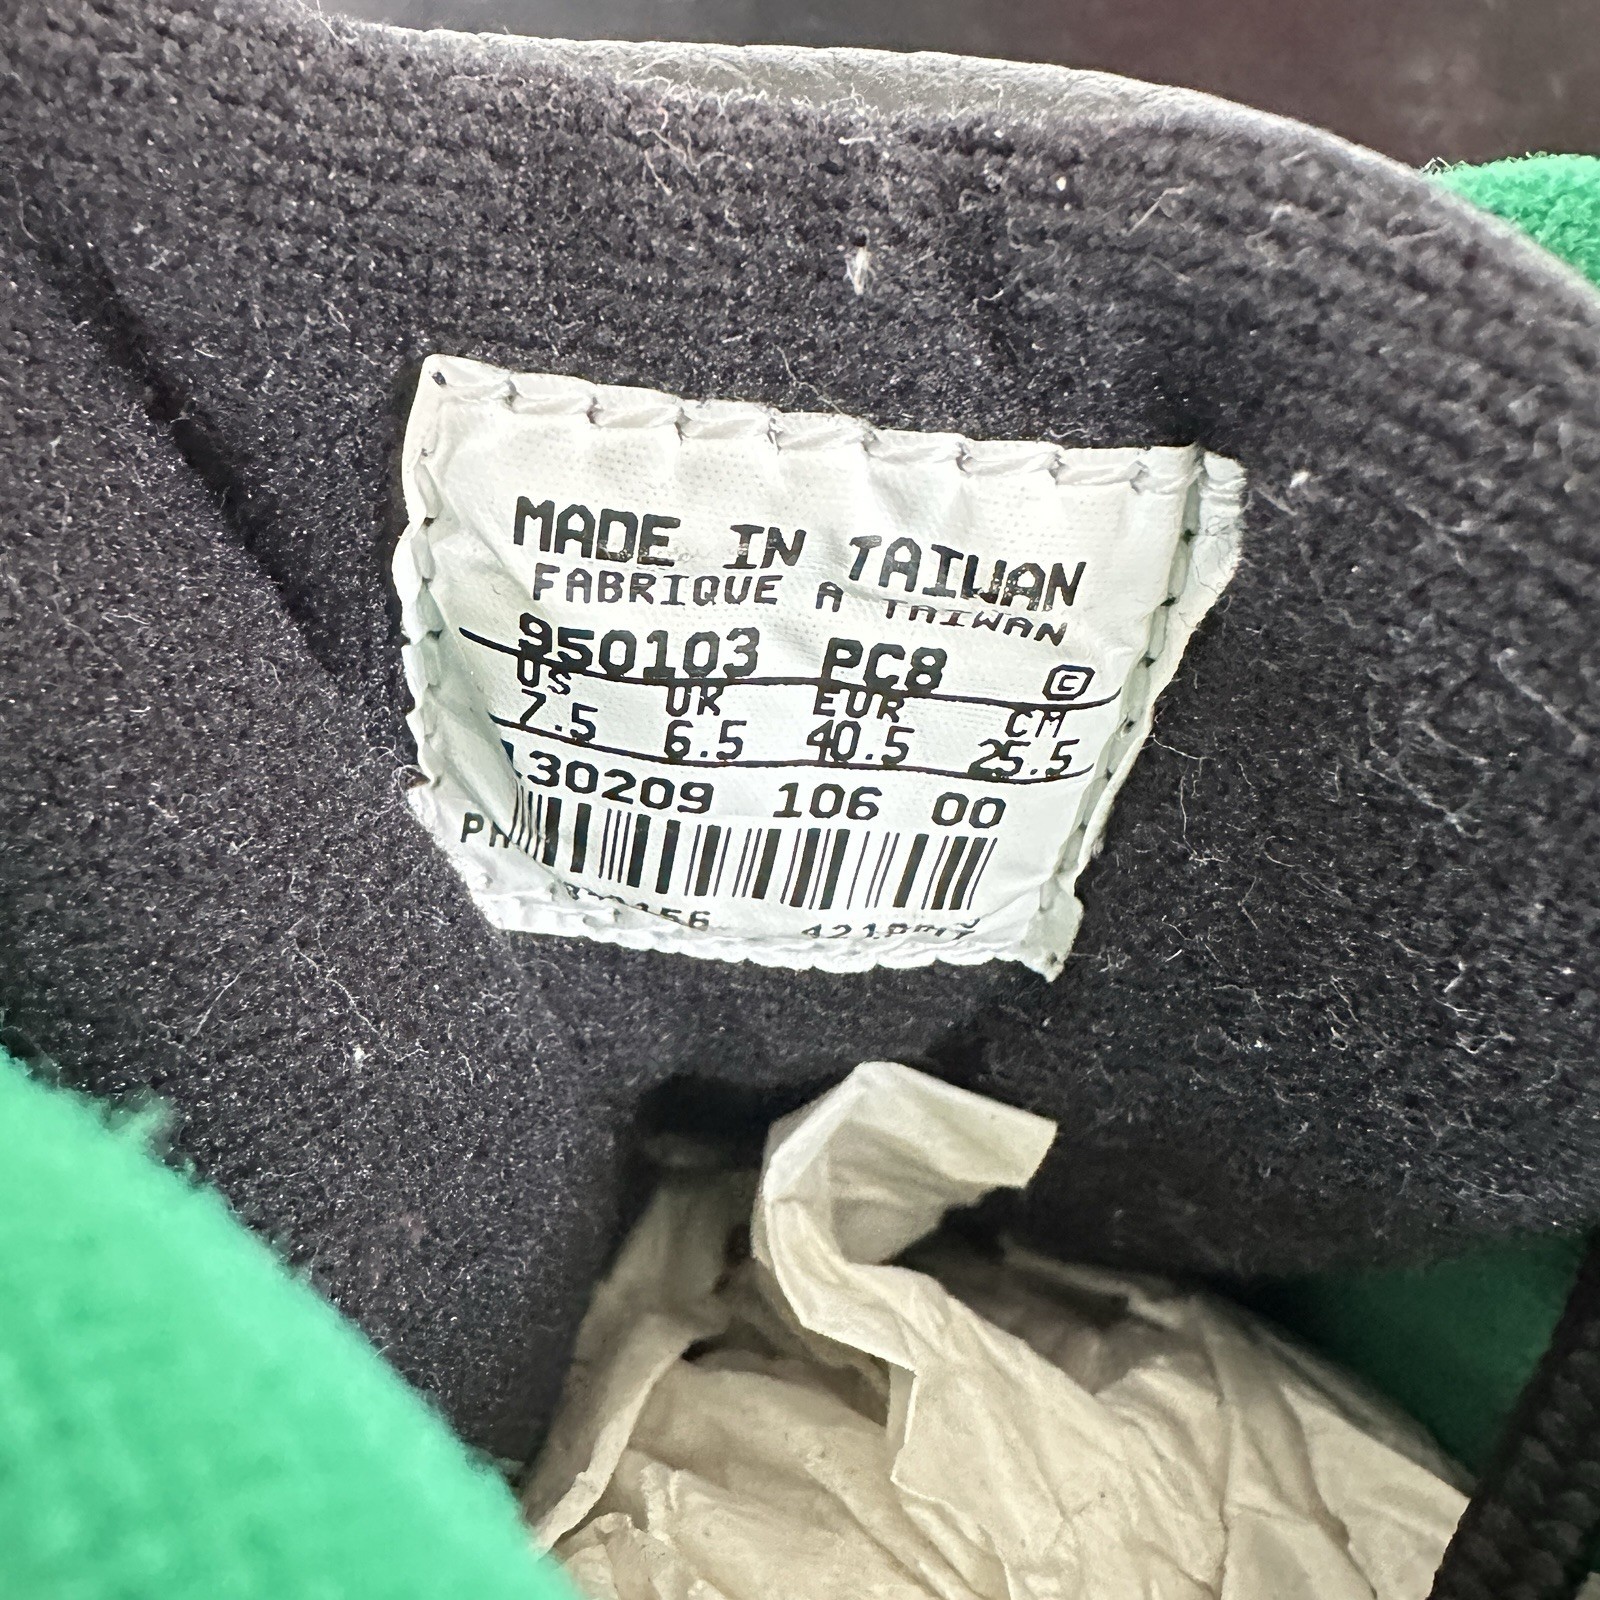 MADE IN TAIWAN
FABRIQUE A TAIWAN
950103 PC8 ©
US UK EUR CM
7.5 6.5 40.5 25.5
130209 106 00